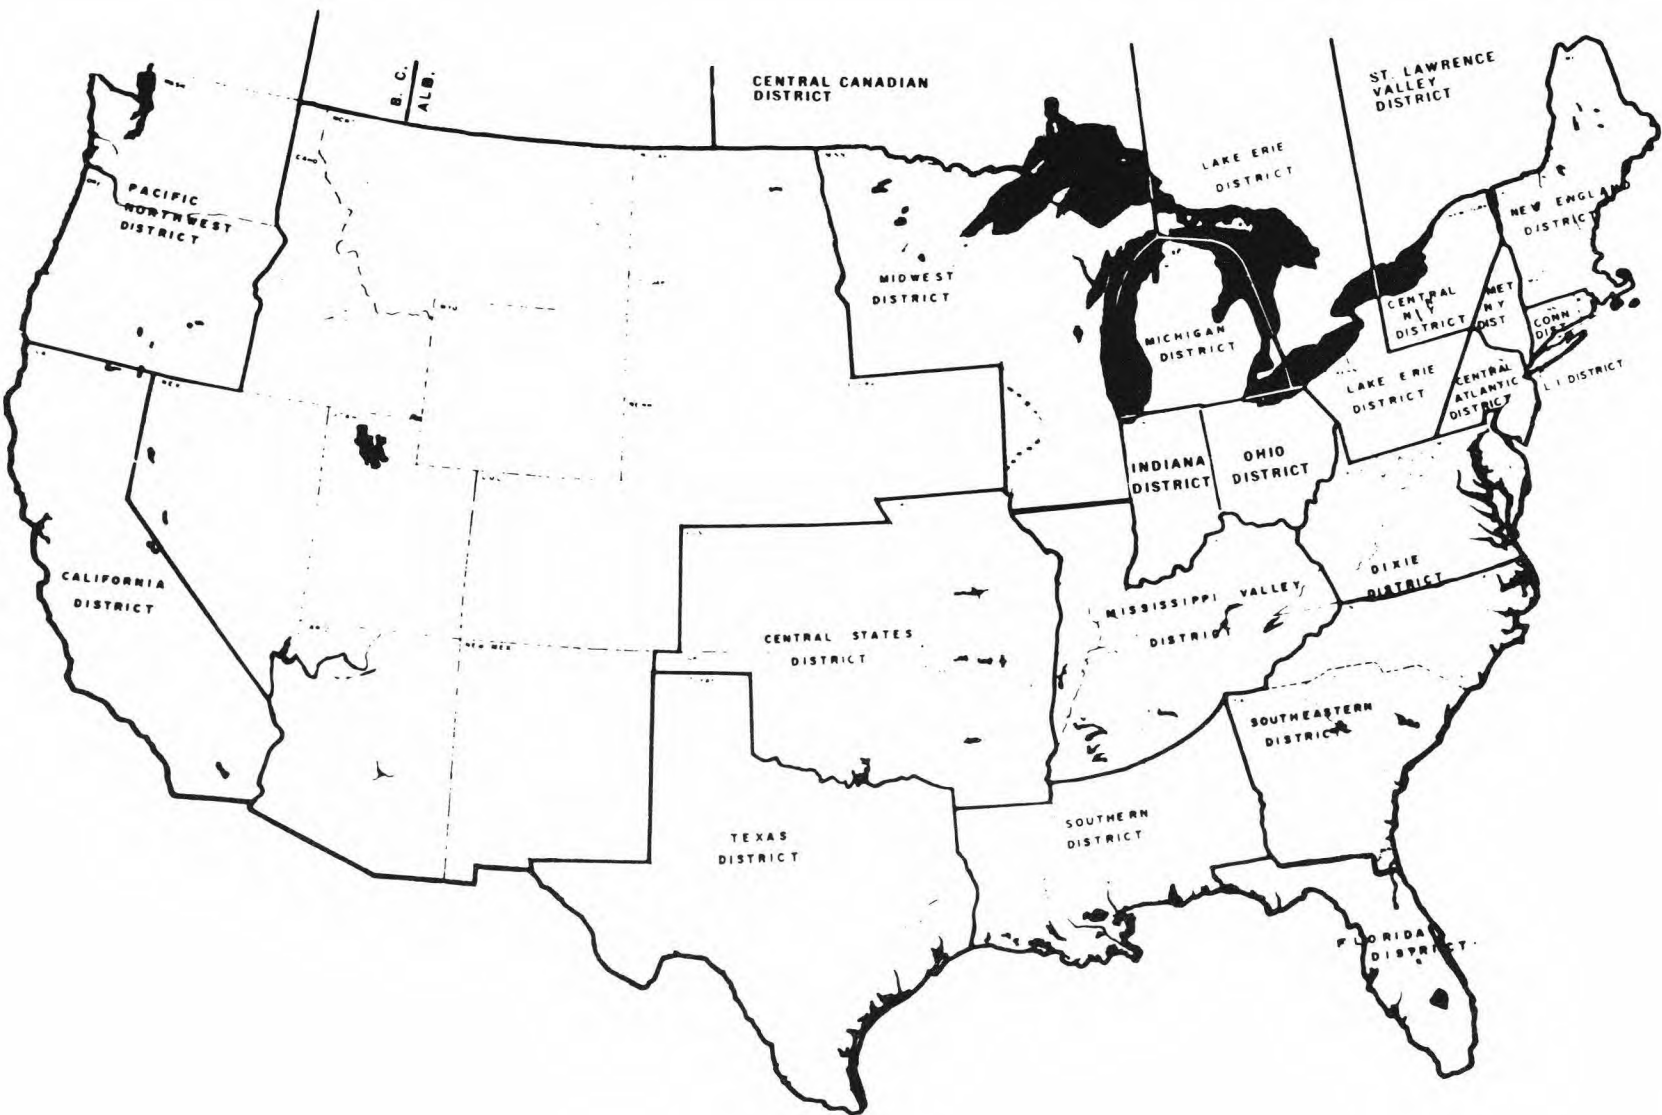 B. C.
ALB.
CENTRAL CANADIAN
DISTRICT
ST. LAWRENCE
VALLEY
DISTRICT
LAKE ERIE
DISTRICT
PACIFIC
NORTHWEST
DISTRICT
NEW ENGLAND
DISTRICT
MIDWEST
DISTRICT
CENTRAL
N Y
DISTRICT
MET
N Y
DIST
CONN
DIST
MICHIGAN
DISTRICT
LAKE ERIE
DISTRICT
CENTRAL
ATLANTIC
DISTRICT
L I DISTRICT
INDIANA
DISTRICT
OHIO
DISTRICT
CALIFORNIA
DISTRICT
DIXIE
DISTRICT
MISSISSIPPI VALLEY
DISTRICT
CENTRAL STATES
DISTRICT
NEW MEX
SOUTHEASTERN
DISTRICT
TEXAS
DISTRICT
SOUTHERN
DISTRICT
FLORIDA
DISTRICT